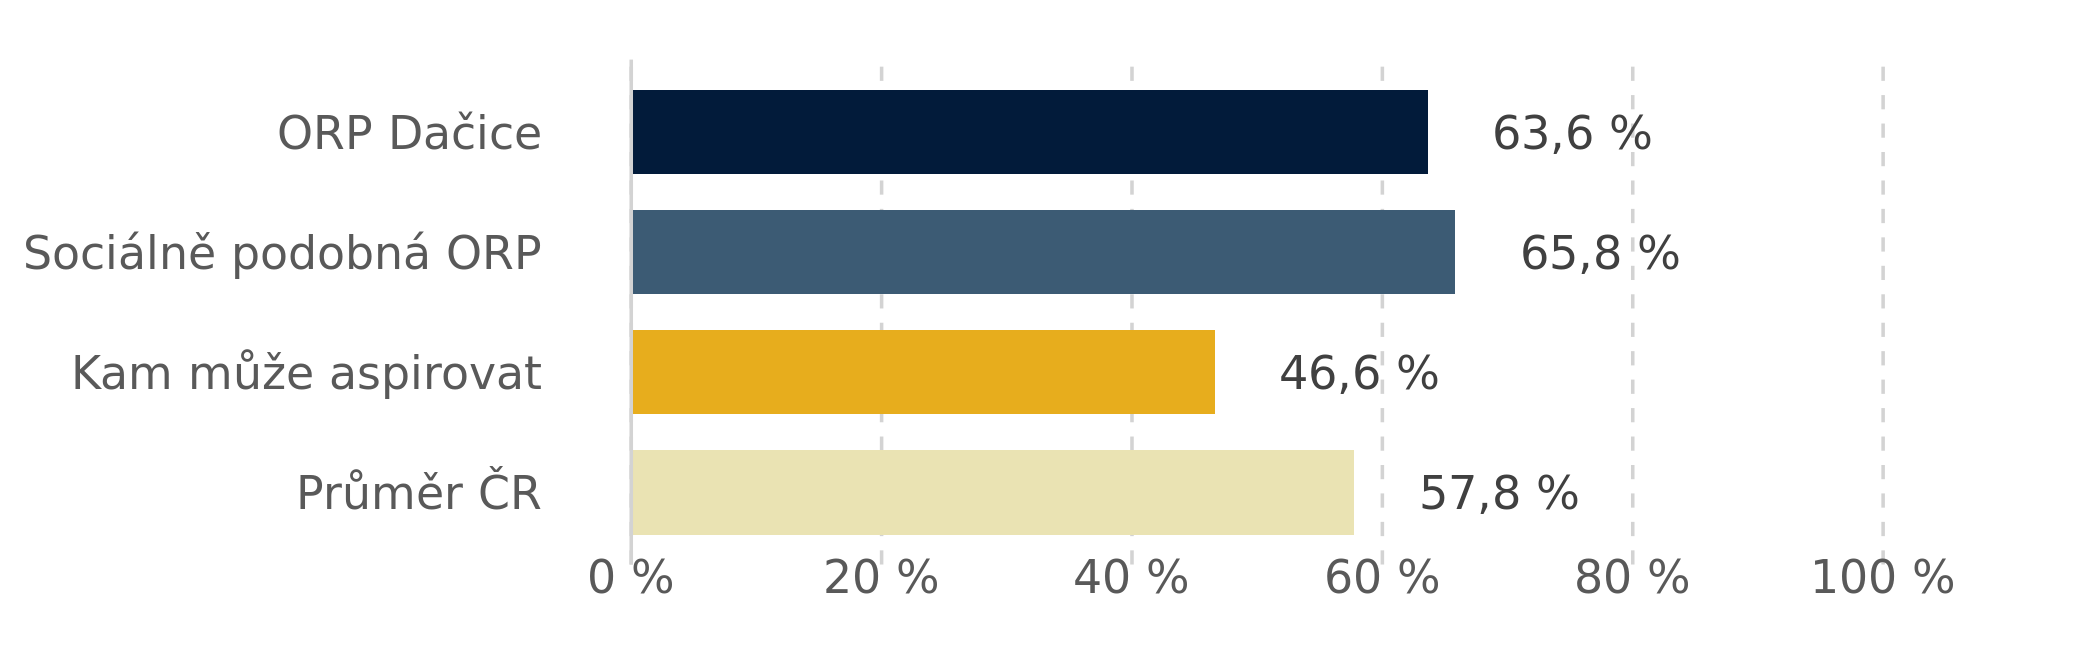 ORP Dačice 63,6 %
Sociálně podobná ORP 65,8 %
Kam může aspirovat 46,6 %
Průměr ČR 57,8 %
0 % 20 % 40 % 60 % 80 % 100 %